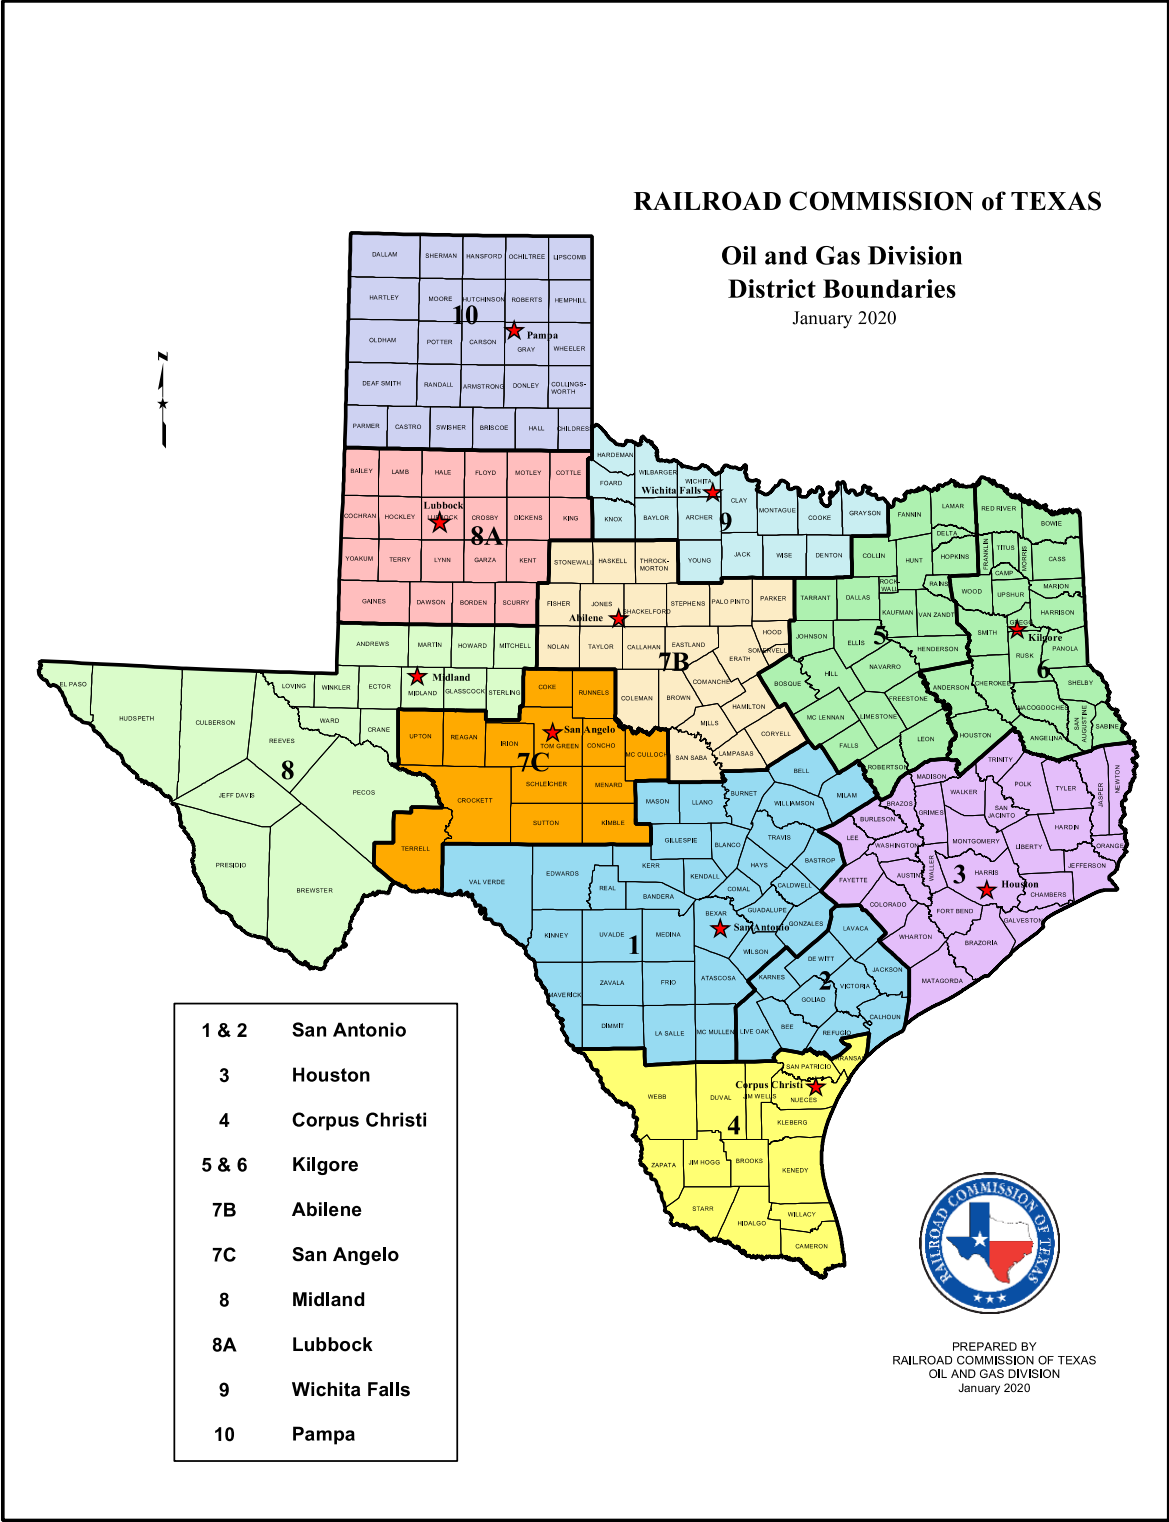 RAILROAD COMMISSION of TEXAS
Oil and Gas Division
District Boundaries
January 2020
N
DALLAM SHERMAN HANSFORD OCHILTREE LIPSCOMB
HARTLEY MOORE HUTCHINSON ROBERTS HEMPHILL
10
Pampa
OLDHAM POTTER CARSON GRAY WHEELER
DEAF SMITH RANDALL ARMSTRONG DONLEY COLLINGS-
WORTH
PARMER CASTRO SWISHER BRISCOE HALL CHILDRES
BAILEY LAMB HALE FLOYD MOTLEY COTTLE
Lubbock
COCHRAN HOCKLEY LUBBOCK CROSBY DICKENS KING
8A
YOAKUM TERRY LYNN GARZA KENT
GAINES DAWSON BORDEN SCURRY
HARDEMAN
FOARD WILBARGER WICHITA
Wichita Falls
CLAY MONTAGUE COOKE GRAYSON
KNOX BAYLOR ARCHER
9
YOUNG JACK WISE DENTON
STONEWALL HASKELL THROCK-
MORTON
FISHER JONES SHACKELFORD STEPHENS PALO PINTO PARKER
Abilene
NOLAN TAYLOR CALLAHAN EASTLAND ERATH HOOD
SOMERVELL
7B
COLEMAN BROWN COMANCHE HAMILTON
MILLS CORYELL
SAN SABA LAMPASAS
FANNIN LAMAR RED RIVER BOWIE
DELTA
COLLIN HUNT HOPKINS FRANKLIN TITUS MORRIS CASS
CAMP
ROCK
WALL
RAINS WOOD UPSHUR MARION
TARRANT DALLAS KAUFMAN VAN ZANDT HARRISON
GREGG
Kilgore
JOHNSON ELLIS HENDERSON SMITH RUSK PANOLA
5
6
BOSQUE HILL NAVARRO ANDERSON CHEROKEE SHELBY
MC LENNAN LIMESTONE FREESTONE NACOGDOCHES SAN
AUGUSTINE
SABINE
FALLS LEON HOUSTON ANGELINA
ROBERTSON
ANDREWS MARTIN HOWARD MITCHELL
EL PASO HUDSPETH CULBERSON LOVING WINKLER ECTOR MIDLAND GLASSCOCK STERLING
Midland
WARD CRANE
REEVES
8
JEFF DAVIS PECOS
PRESIDIO BREWSTER
COKE RUNNELS
San Angelo
UPTON REAGAN IRION TOM GREEN CONCHO MC CULLOCH
7C
CROCKETT SCHLEICHER MENARD
SUTTON KIMBLE
TERRELL
BELL
MASON LLANO BURNET WILLIAMSON MILAM
GILLESPIE BLANCO TRAVIS
KERR KENDALL HAYS BASTROP
VAL VERDE EDWARDS REAL BANDERA COMAL CALDWELL
BEXAR GUADALUPE GONZALES
San Antonio
KINNEY UVALDE MEDINA WILSON
1
MAVERICK ZAVALA FRIO ATASCOSA
DIMMIT LA SALLE MC MULLEN
TRINITY
MADISON WALKER POLK TYLER JASPER NEWTON
BRAZOS GRIMES SAN
JACINTO
BURLESON HARDIN
LEE WASHINGTON MONTGOMERY LIBERTY ORANGE
WALLER HARRIS JEFFERSON
3
Houston
FAYETTE AUSTIN CHAMBERS
COLORADO FORT BEND GALVESTON
WHARTON BRAZORIA
MATAGORDA
LAVACA
DE WITT JACKSON
KARNES
2
VICTORIA
GOLIAD CALHOUN
LIVE OAK BEE REFUGIO
SAN PATRICIO ARANSAS
Corpus Christi
WEBB DUVAL JIM WELLS NUECES
4
KLEBERG
ZAPATA JIM HOGG BROOKS KENEDY
STARR HIDALGO WILLACY
CAMERON
1 & 2 San Antonio
3 Houston
4 Corpus Christi
5 & 6 Kilgore
7B Abilene
7C San Angelo
8 Midland
8A Lubbock
9 Wichita Falls
10 Pampa
RAILROAD COMMISSION OF TEXAS
PREPARED BY
RAILROAD COMMISSION OF TEXAS
OIL AND GAS DIVISION
January 2020